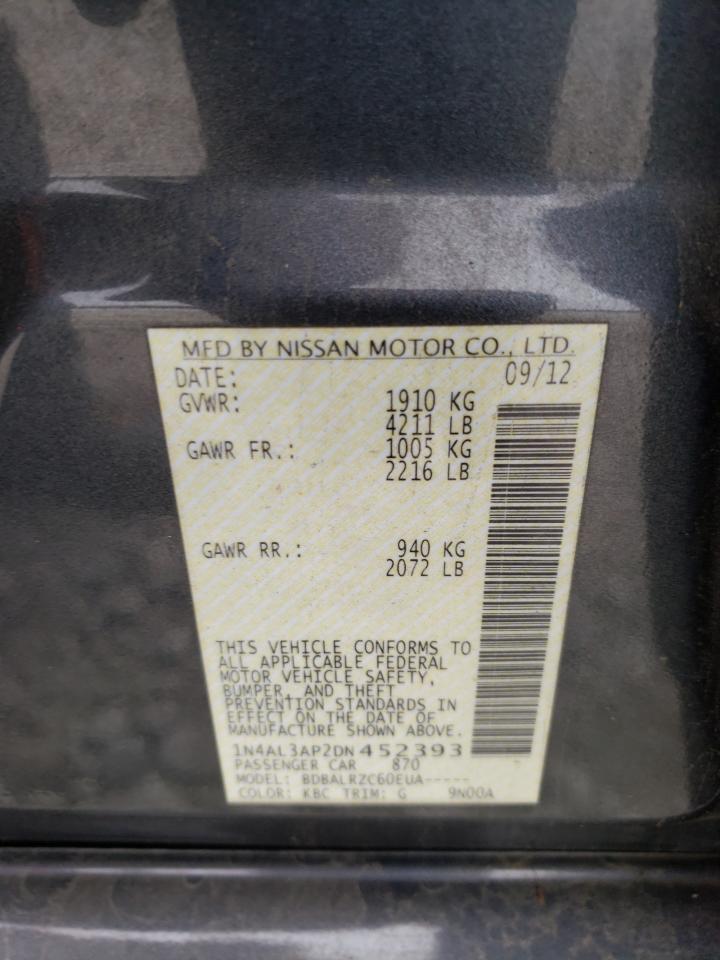 MFD BY NISSAN MOTOR CO., LTD.
DATE: 09/12
GVWR: 1910 KG
4211 LB
GAWR FR.: 1005 KG
2216 LB
GAWR RR.: 940 KG
2072 LB
THIS VEHICLE CONFORMS TO
ALL APPLICABLE FEDERAL
MOTOR VEHICLE SAFETY,
BUMPER, AND THEFT
PREVENTION STANDARDS IN
EFFECT ON THE DATE OF
MANUFACTURE SHOWN ABOVE.
1N4AL3AP2DN452393
PASSENGER CAR 870
MODEL: BDBALRZC60EUA-----
COLOR: KBC TRIM: G 9N00A